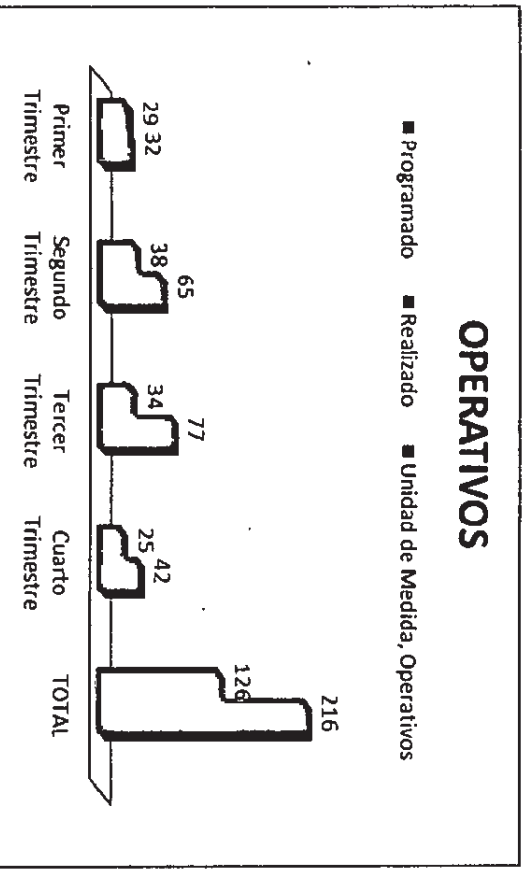 OPERATIVOS
■ Programado ■ Realizado ■ Unidad de Medida, Operativos
29 32
38 65
34 77
25 42
126 216
Primer Trimestre
Segundo Trimestre
Tercer Trimestre
Cuarto Trimestre
TOTAL